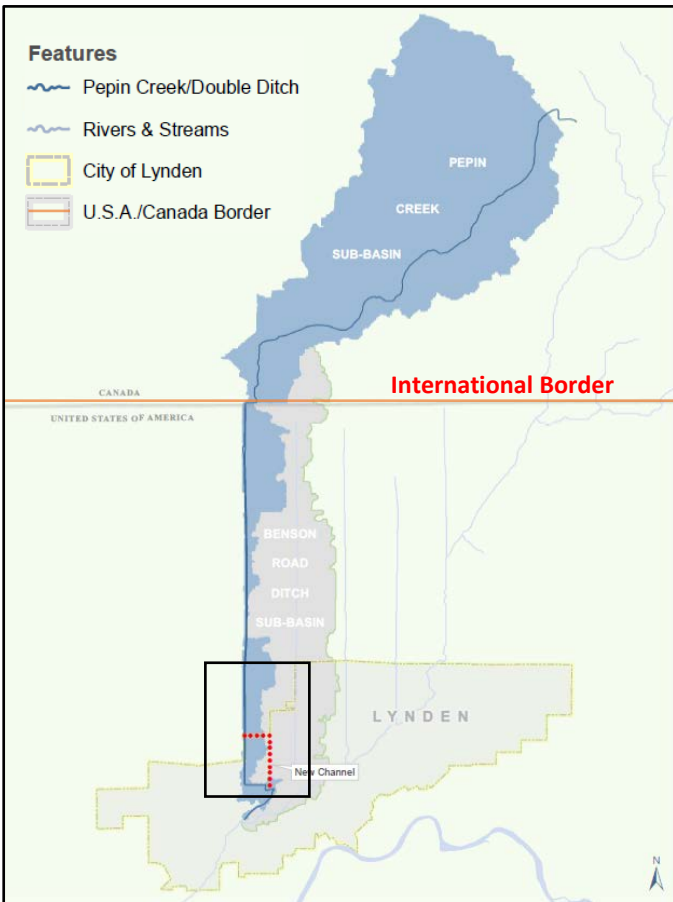 Features
Pepin Creek/Double Ditch
Rivers & Streams
City of Lynden
U.S.A./Canada Border
PEPIN
CREEK
SUB-BASIN
International Border
CANADA
UNITED STATES OF AMERICA
BENSON
ROAD
DITCH
SUB-BASIN
LYNDEN
New Channel
N